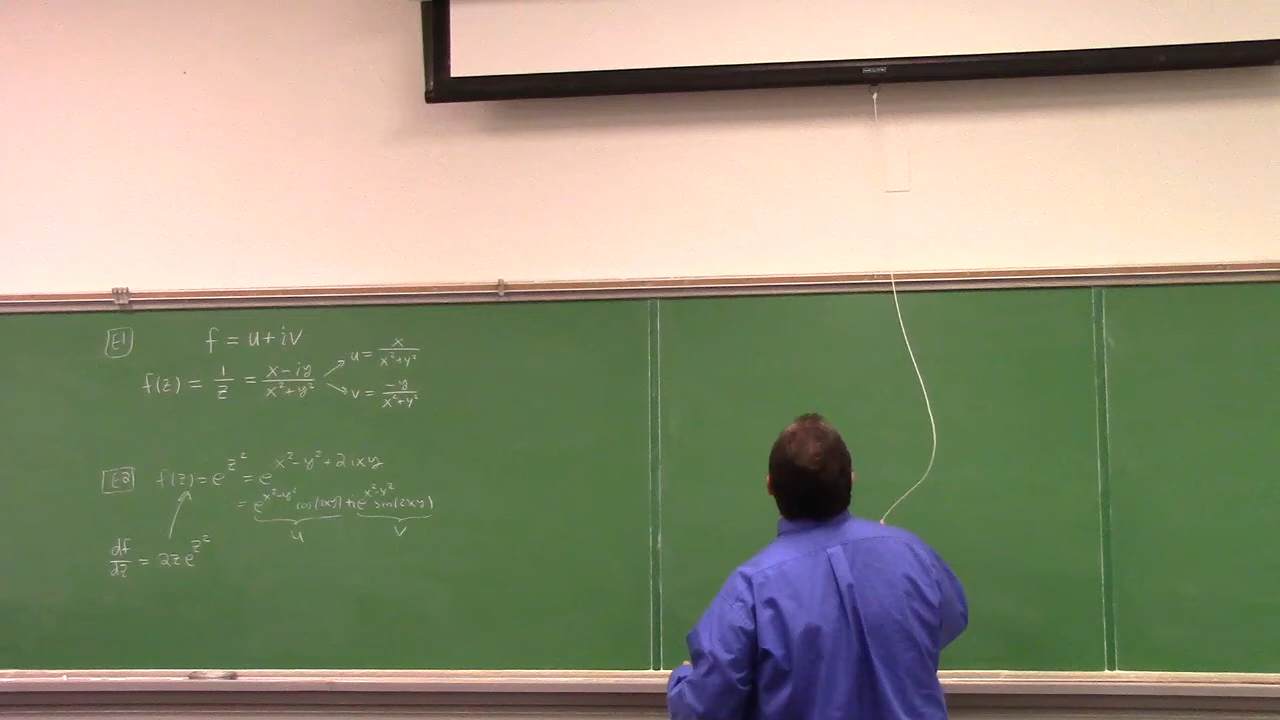 E1 f = u + iv
f(z) = 1/z = (x - iy)/(x² + y²)
u = x/(x² + y²)
v = -y/(x² + y²)
E2 f(z) = e^{z²} = e^{x² - y² + 2ixy}
= e^{x² - y²} cos(2xy) + i e^{x² - y²} sin(2xy)
u v
df/dz = 2z e^{z²}